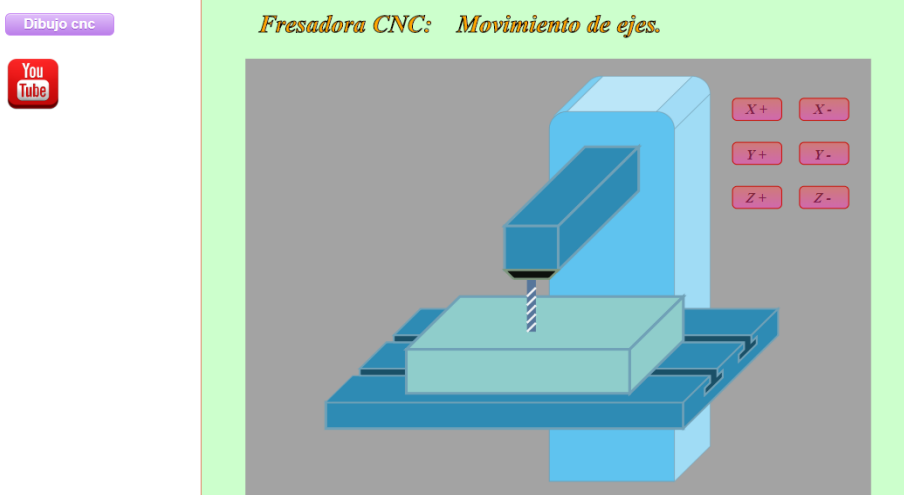 Dibujo cnc
You
Tube
Fresadora CNC: Movimiento de ejes.
X + X -
Y + Y -
Z + Z -